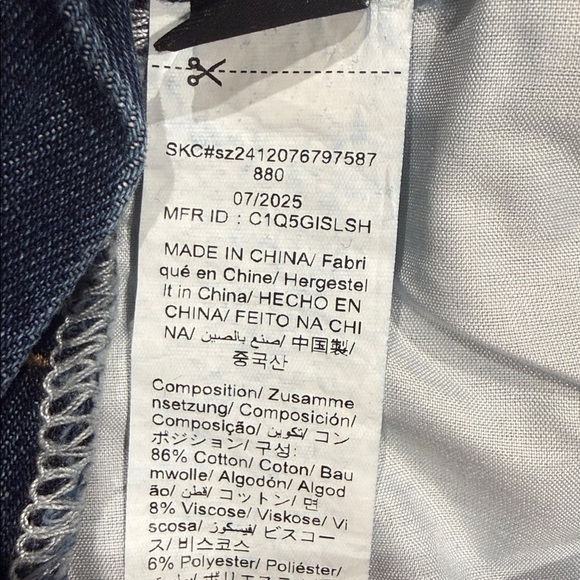 SKC#sz2412076797587
880
07/2025
MFR ID : C1Q5GISLSH
MADE IN CHINA/ Fabri
qué en Chine/ Hergestel
lt in China/ HECHO EN
CHINA/ FEITO NA CHI
NA/ صنع بالصين/ 中国製/
중국산
Composition/ Zusamme
nsetzung/ Composición/
Composição/ تكوين/ コン
ポジション/ 구성:
86% Cotton/ Coton/ Bau
mwolle/ Algodón/ Algod
ão/ قطن/ コットン/ 면
8% Viscose/ Viskose/ Vi
scosa/ فيسكوز/ ビスコー
ス/ 비스코스
6% Polyester/ Poliéster/